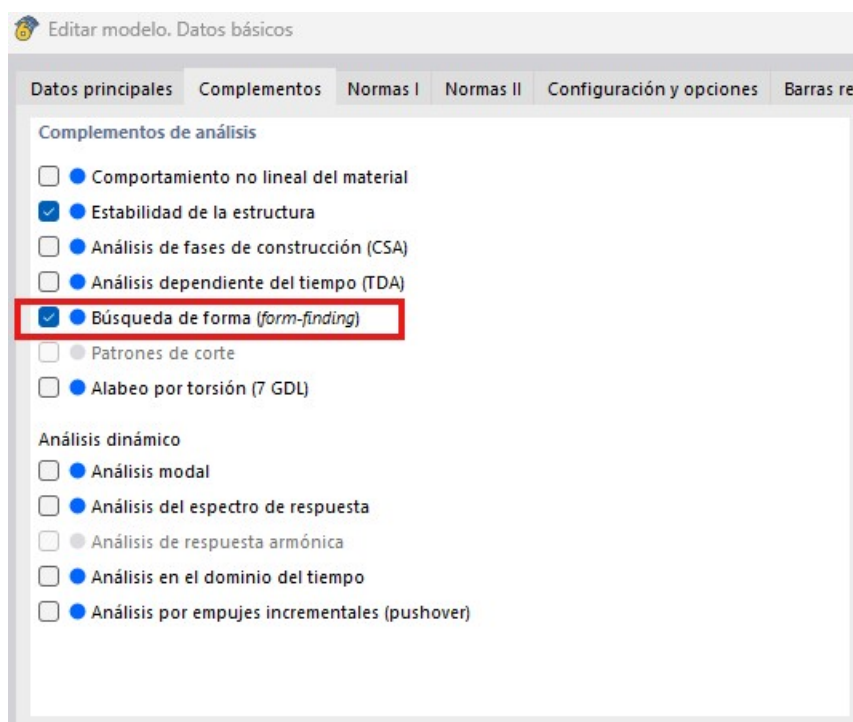 Editar modelo. Datos básicos
Datos principales Complementos Normas I Normas II Configuración y opciones Barras re
Complementos de análisis
Comportamiento no lineal del material
Estabilidad de la estructura
Análisis de fases de construcción (CSA)
Análisis dependiente del tiempo (TDA)
Búsqueda de forma (form-finding)
Patrones de corte
Alabeo por torsión (7 GDL)
Análisis dinámico
Análisis modal
Análisis del espectro de respuesta
Análisis de respuesta armónica
Análisis en el dominio del tiempo
Análisis por empujes incrementales (pushover)